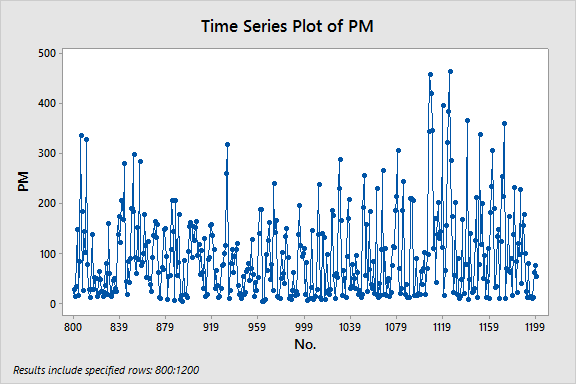 Time Series Plot of PM
500
400
300
200
100
0
PM
800 839 879 919 959 999 1039 1079 1119 1159 1199
No.
Results include specified rows: 800:1200